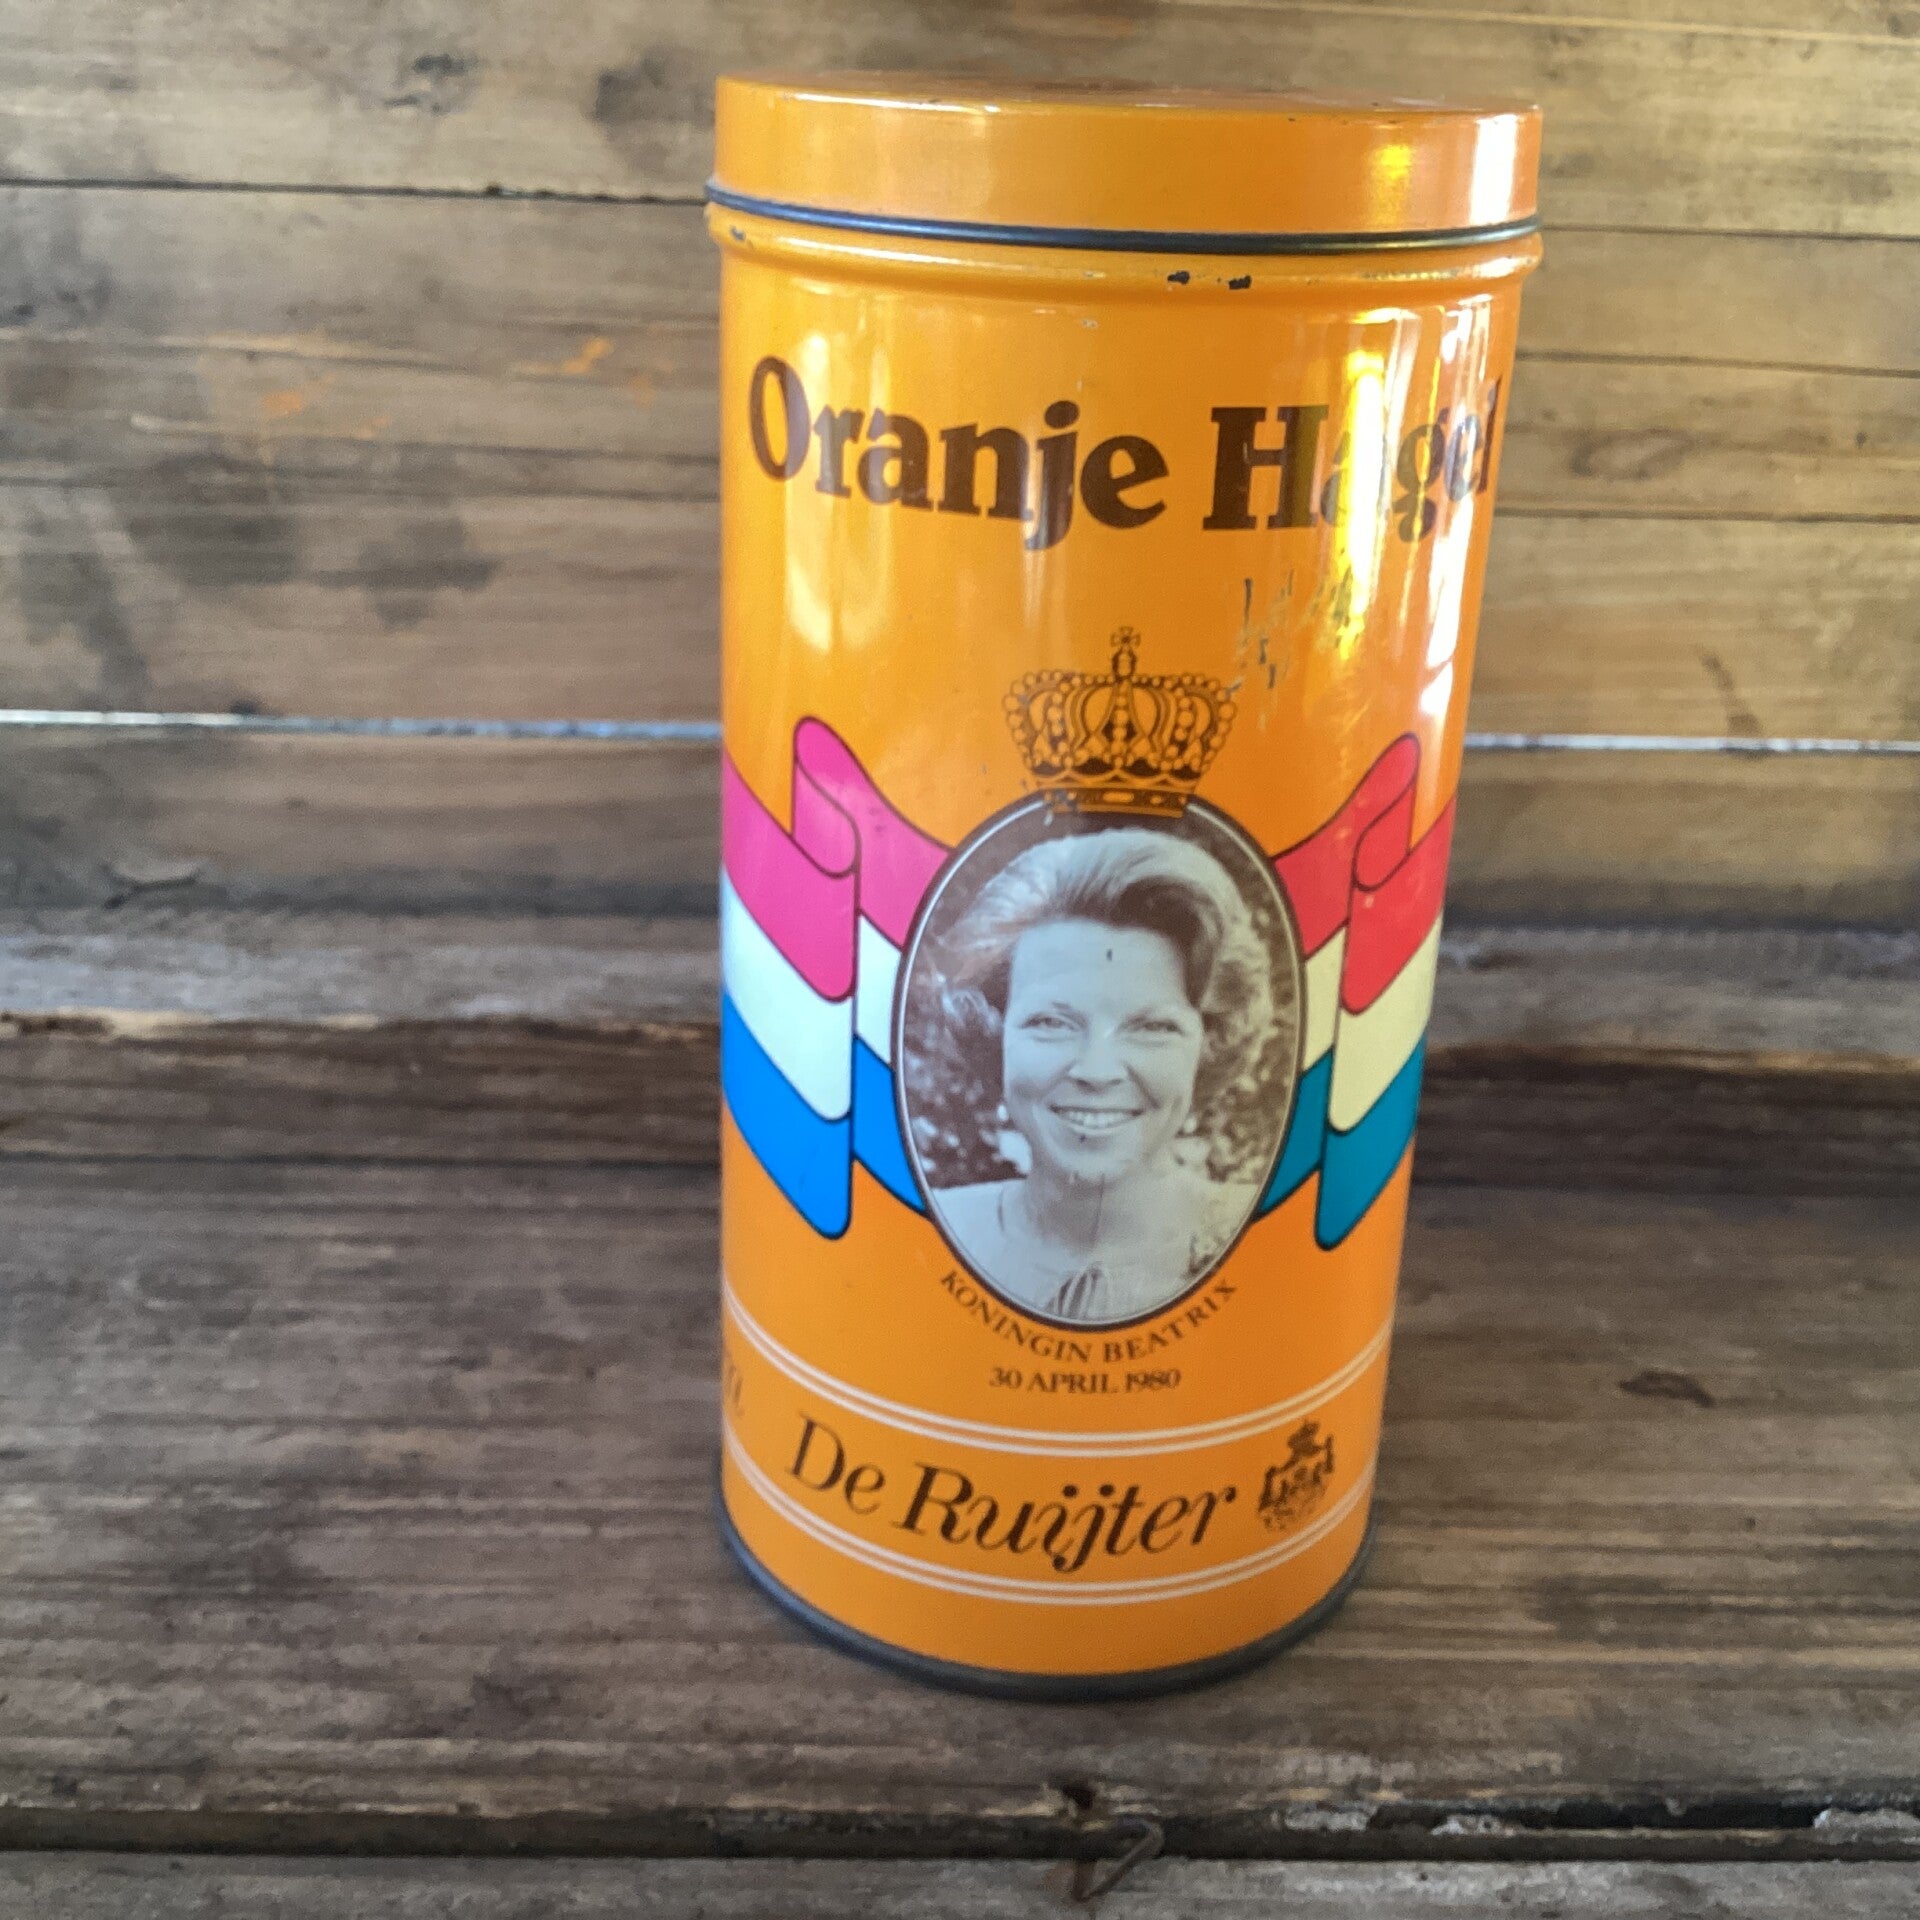 Oranje Hagel
KONINGIN BEATRIX
30 APRIL 1980
De Ruijter